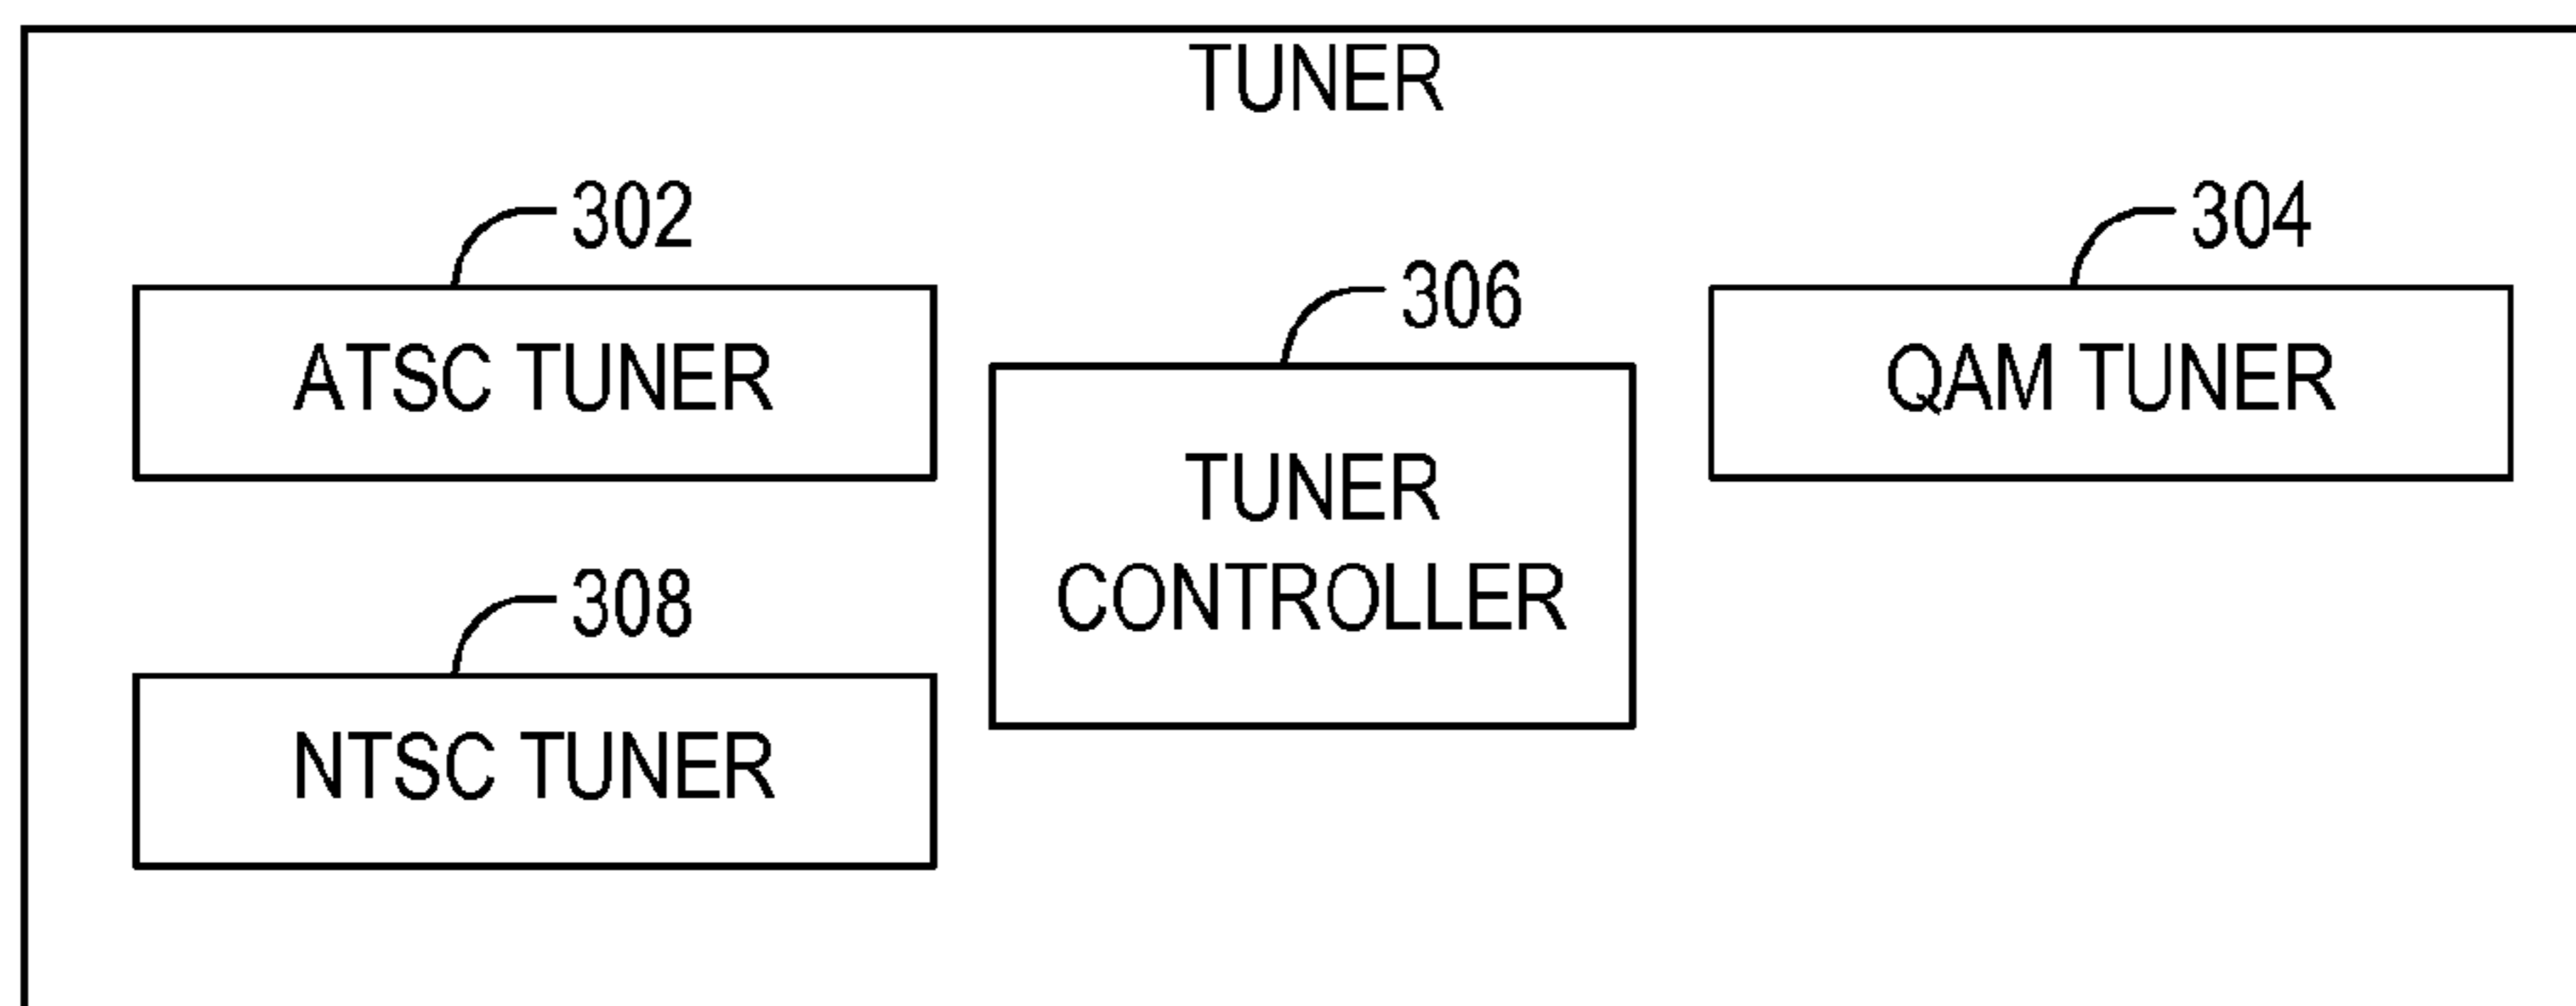 TUNER
302
ATSC TUNER
306
TUNER
CONTROLLER
304
QAM TUNER
308
NTSC TUNER